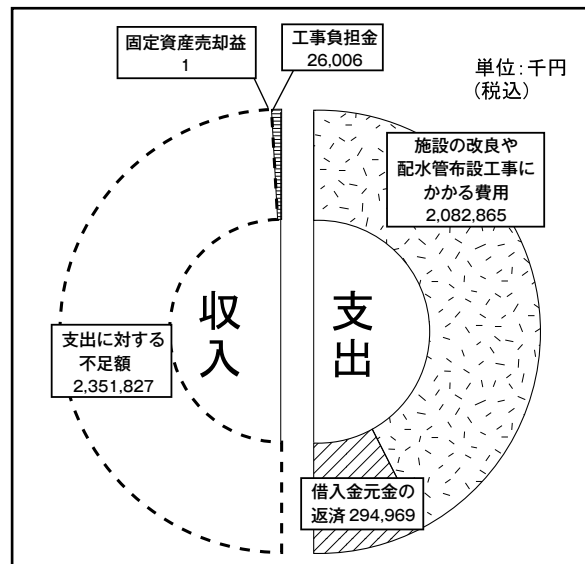 固定資産売却益
1
工事負担金
26,006
単位:千円
(税込)
施設の改良や
配水管布設工事に
かかる費用
2,082,865
収入
支出
支出に対する
不足額
2,351,827
借入金元金の
返済 294,969